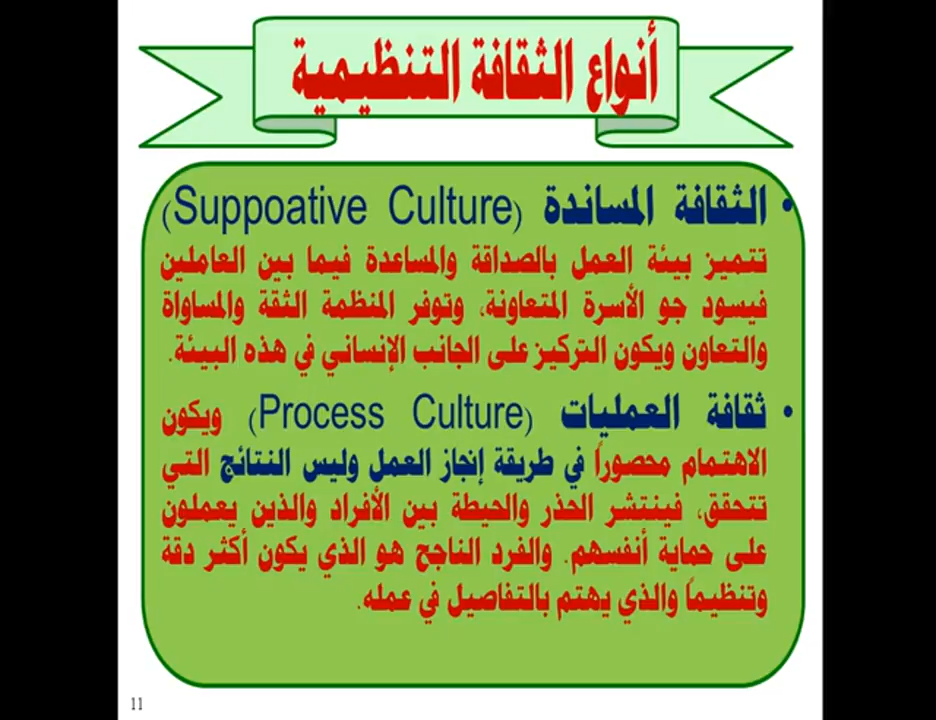 أنواع الثقافة التنظيمية
• الثقافة المساندة (Suppoative Culture)
تتميز بيئة العمل بالصداقة والمساعدة فيما بين العاملين
فيسود جو الأسرة المتعاونة، وتوفر المنظمة الثقة والمساواة
والتعاون ويكون التركيز على الجانب الإنساني في هذه البيئة.
• ثقافة العمليات (Process Culture) ويكون
الاهتمام محصوراً في طريقة إنجاز العمل وليس النتائج التي
تتحقق، فينتشر الحذر والحيطة بين الأفراد والذين يعملون
على حماية أنفسهم. والفرد الناجح هو الذي يكون أكثر دقة
وتنظيماً والذي يهتم بالتفاصيل في عمله.
11